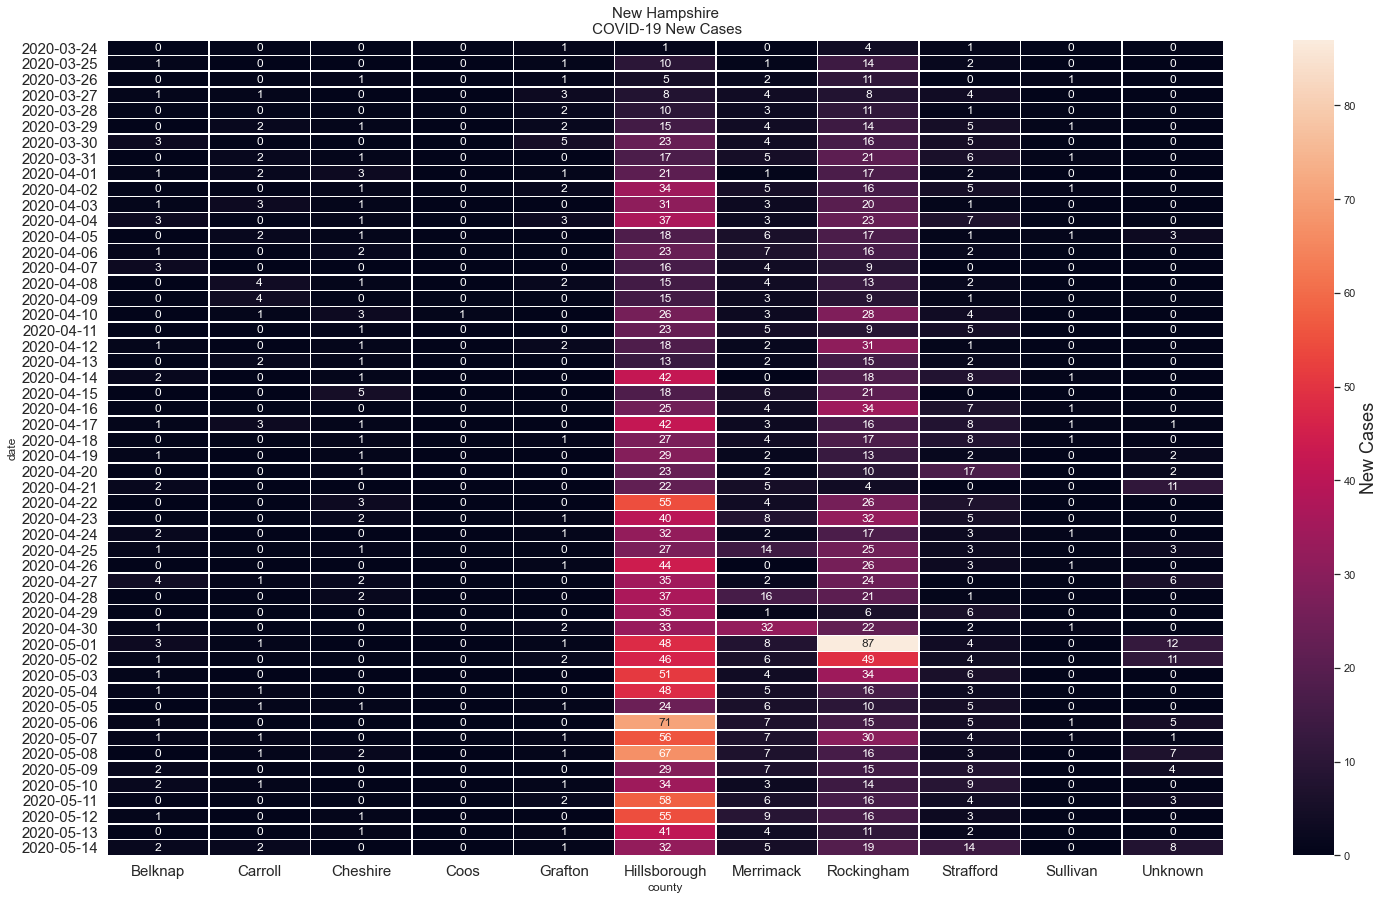 New Hampshire
COVID-19 New Cases
2020-03-24 0 0 0 0 1 1 0 4 1 0 0
2020-03-25 1 0 0 0 1 10 1 14 2 0 0
2020-03-26 0 0 1 0 1 5 2 11 0 1 0
2020-03-27 1 1 0 0 3 8 4 8 4 0 0
2020-03-28 0 0 0 0 2 10 3 11 1 0 0
2020-03-29 0 2 1 0 2 15 4 14 5 1 0
2020-03-30 3 0 0 0 5 23 4 16 5 0 0
2020-03-31 0 2 1 0 0 17 5 21 6 1 0
2020-04-01 1 2 3 0 1 21 1 17 2 0 0
2020-04-02 0 0 1 0 2 34 5 16 5 1 0
2020-04-03 1 3 1 0 0 31 3 20 1 0 0
2020-04-04 3 0 1 0 3 37 3 23 7 0 0
2020-04-05 0 2 1 0 0 18 6 17 1 1 3
2020-04-06 1 0 2 0 0 23 7 16 2 0 0
2020-04-07 3 0 0 0 0 16 4 9 0 0 0
2020-04-08 0 4 1 0 2 15 4 13 2 0 0
2020-04-09 0 4 0 0 0 15 3 9 1 0 0
2020-04-10 0 1 3 1 0 26 3 28 4 0 0
2020-04-11 0 0 1 0 0 23 5 9 5 0 0
2020-04-12 1 0 1 0 2 18 2 31 1 0 0
2020-04-13 0 2 1 0 0 13 2 15 2 0 0
2020-04-14 2 0 1 0 0 42 0 18 8 1 0
2020-04-15 0 0 5 0 0 18 6 21 0 0 0
2020-04-16 0 0 0 0 0 25 4 34 7 1 0
2020-04-17 1 3 1 0 0 42 3 16 8 1 1
2020-04-18 0 0 1 0 1 27 4 17 8 1 0
2020-04-19 1 0 1 0 0 29 2 13 2 0 2
2020-04-20 0 0 1 0 0 23 2 10 17 0 2
2020-04-21 2 0 0 0 0 22 5 4 0 0 11
2020-04-22 0 0 3 0 0 55 4 26 7 0 0
2020-04-23 0 0 2 0 1 40 8 32 5 0 0
2020-04-24 2 0 0 0 1 32 2 17 3 1 0
2020-04-25 1 0 1 0 0 27 14 25 3 0 3
2020-04-26 0 0 0 0 1 44 0 26 3 1 0
2020-04-27 4 1 2 0 0 35 2 24 0 0 6
2020-04-28 0 0 2 0 0 37 16 21 1 0 0
2020-04-29 0 0 0 0 0 35 1 6 6 0 0
2020-04-30 1 0 0 0 2 33 32 22 2 1 0
2020-05-01 3 1 0 0 1 48 8 87 4 0 12
2020-05-02 1 0 0 0 2 46 6 49 4 0 11
2020-05-03 1 0 0 0 0 51 4 34 6 0 0
2020-05-04 1 1 0 0 0 48 5 16 3 0 0
2020-05-05 0 1 1 0 1 24 6 10 5 0 0
2020-05-06 1 0 0 0 0 71 7 15 5 1 5
2020-05-07 1 1 0 0 1 56 7 30 4 1 1
2020-05-08 0 1 2 0 1 67 7 16 3 0 7
2020-05-09 2 0 0 0 0 29 7 15 8 0 4
2020-05-10 2 1 0 0 1 34 3 14 9 0 0
2020-05-11 0 0 0 0 2 58 6 16 4 0 3
2020-05-12 1 0 1 0 0 55 9 16 3 0 0
2020-05-13 0 0 1 0 1 41 4 11 2 0 0
2020-05-14 2 2 0 0 1 32 5 19 14 0 8
Belknap Carroll Cheshire Coos Grafton Hillsborough Merrimack Rockingham Strafford Sullivan Unknown
county
date
80
70
60
50
40
30
20
10
0
New Cases